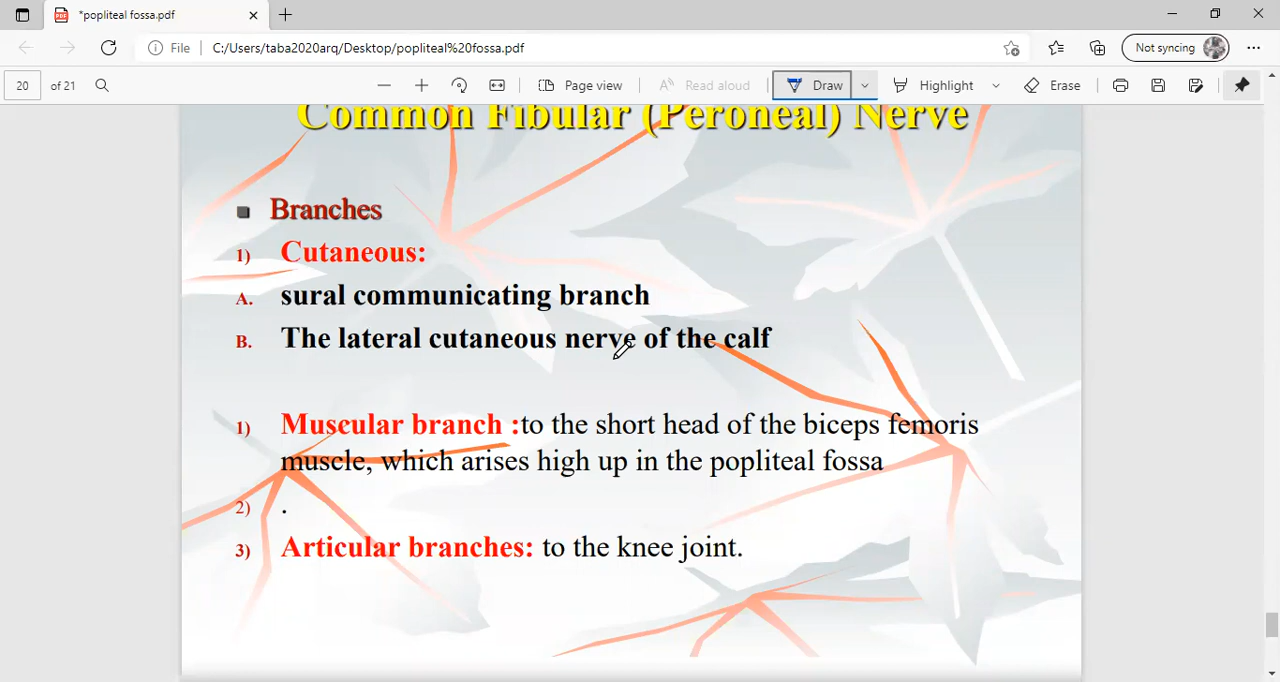 *popliteal fossa.pdf
File C:/Users/taba2020arq/Desktop/popliteal%20fossa.pdf Not syncing
20 of 21 Page view Read aloud Draw Highlight Erase
Common Fibular (Peroneal) Nerve
Branches
1) Cutaneous:
A. sural communicating branch
B. The lateral cutaneous nerve of the calf
1) Muscular branch :to the short head of the biceps femoris
muscle, which arises high up in the popliteal fossa
2) .
3) Articular branches: to the knee joint.